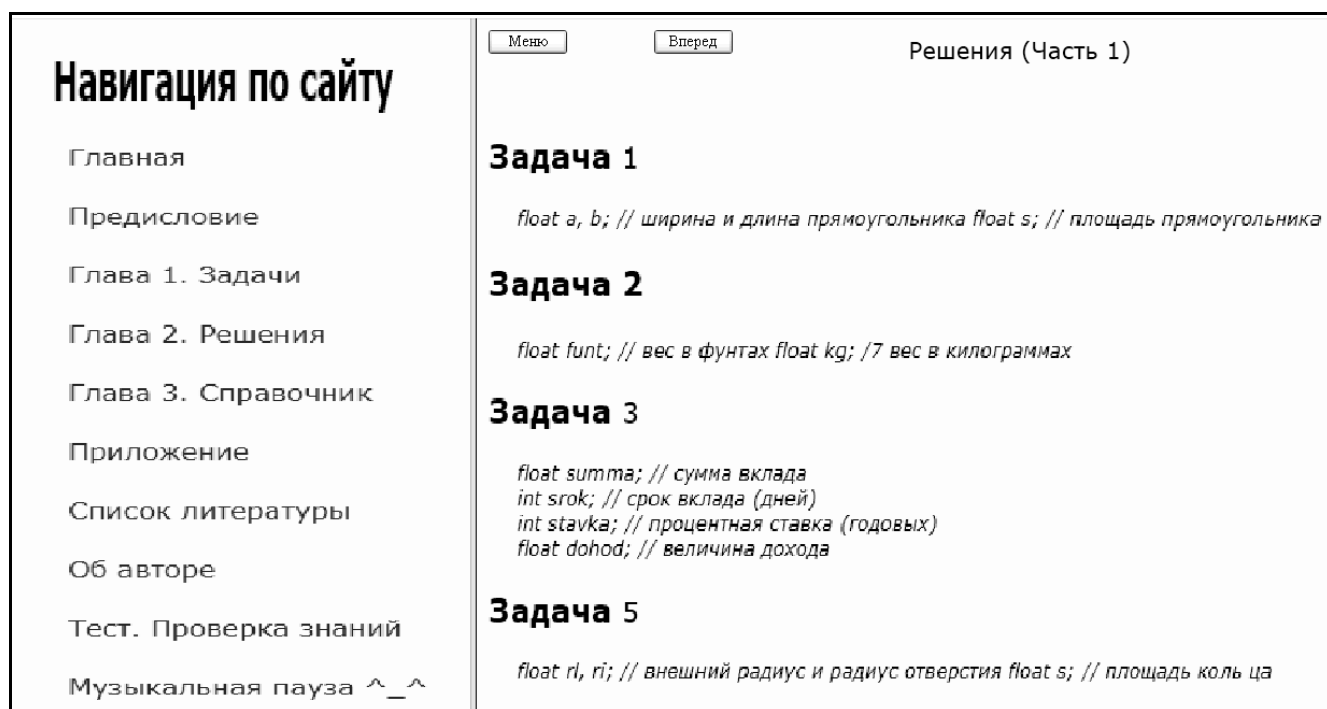 Навигация по сайту
Главная
Предисловие
Глава 1. Задачи
Глава 2. Решения
Глава 3. Справочник
Приложение
Список литературы
Об авторе
Тест. Проверка знаний
Музыкальная пауза ^_^
Меню
Вперед
Решения (Часть 1)
Задача 1
float a, b; // ширина и длина прямоугольника float s; // площадь прямоугольника
Задача 2
float funt; // вес в фунтах float kg; /7 вес в килограммах
Задача 3
float summa; // сумма вклада
int srok; // срок вклада (дней)
int stavka; // процентная ставка (годовых)
float dohod; // величина дохода
Задача 5
float rl, ri; // внешний радиус и радиус отверстия float s; // площадь коль ца